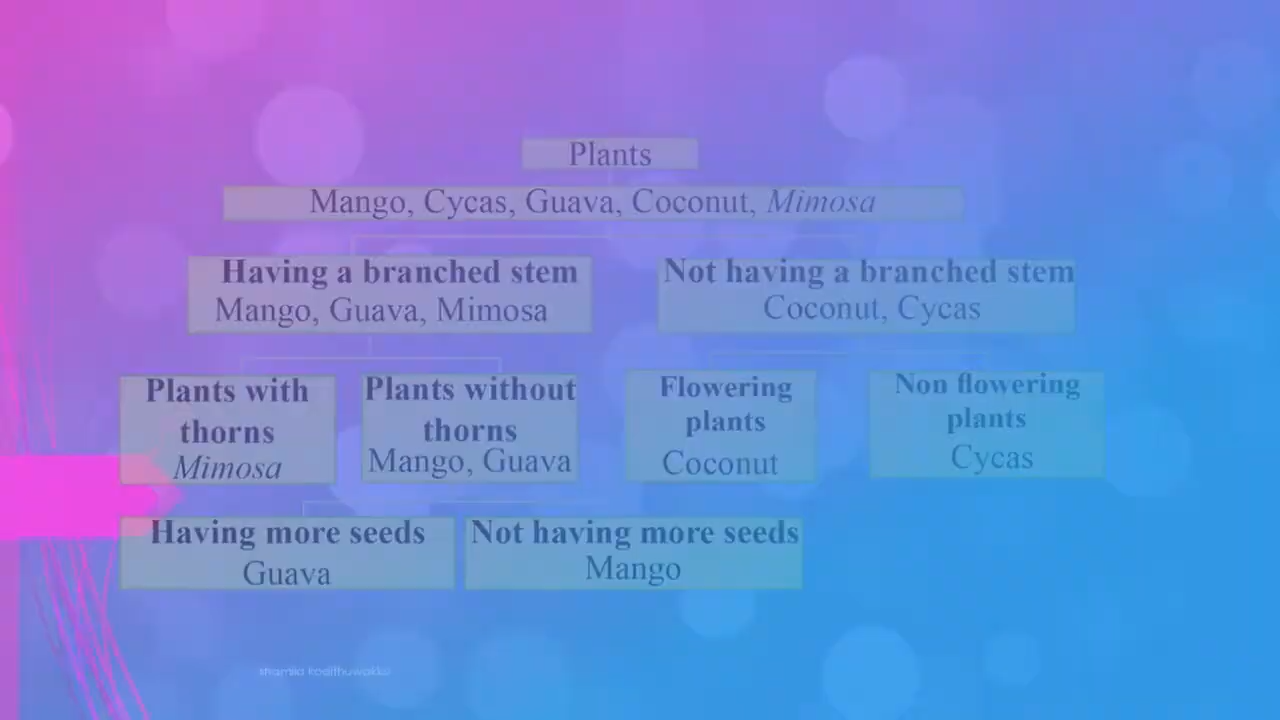 Plants
Mango, Cycas, Guava, Coconut, Mimosa
Having a branched stem
Mango, Guava, Mimosa
Not having a branched stem
Coconut, Cycas
Plants with
thorns
Mimosa
Plants without
thorns
Mango, Guava
Flowering
plants
Coconut
Non flowering
plants
Cycas
Having more seeds
Guava
Not having more seeds
Mango